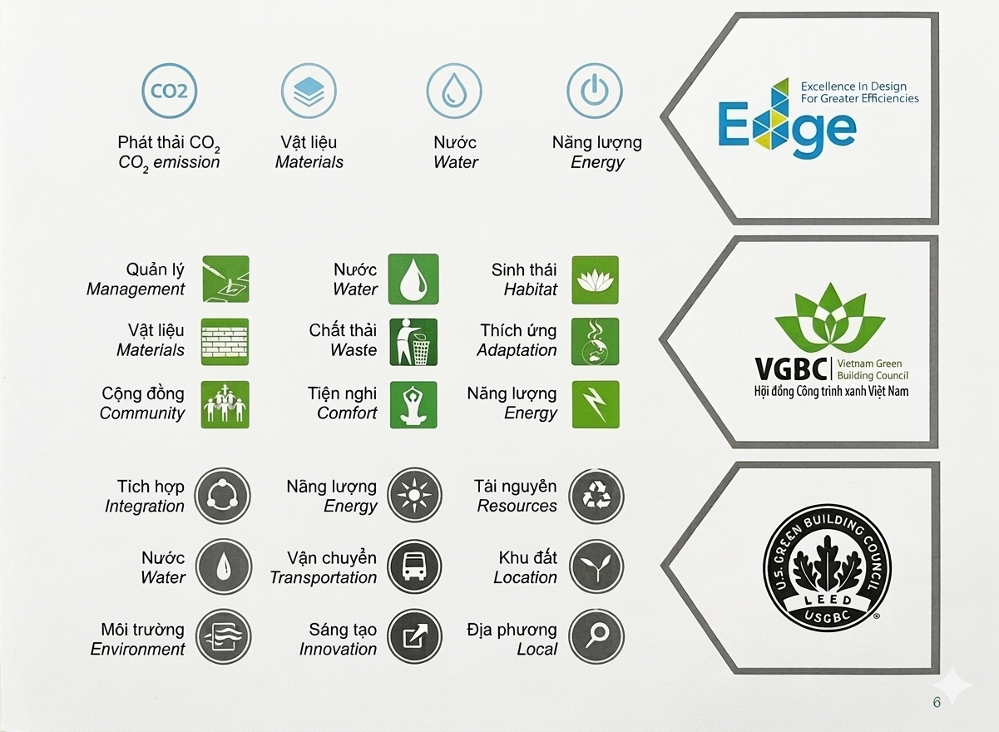 CO2
Phát thải CO₂
CO₂ emission
Vật liệu
Materials
Nước
Water
Năng lượng
Energy
Edge
Excellence In Design
For Greater Efficiencies
Quản lý
Management
Nước
Water
Sinh thái
Habitat
Vật liệu
Materials
Chất thải
Waste
Thích ứng
Adaptation
Cộng đồng
Community
Tiện nghi
Comfort
Năng lượng
Energy
VGBC
Vietnam Green
Building Council
Hội đồng Công trình xanh Việt Nam
Tích hợp
Integration
Năng lượng
Energy
Tái nguyên
Resources
Nước
Water
Vận chuyển
Transportation
Khu đất
Location
Môi trường
Environment
Sáng tạo
Innovation
Địa phương
Local
U.S. GREEN BUILDING COUNCIL
LEED
USGBC
®
6